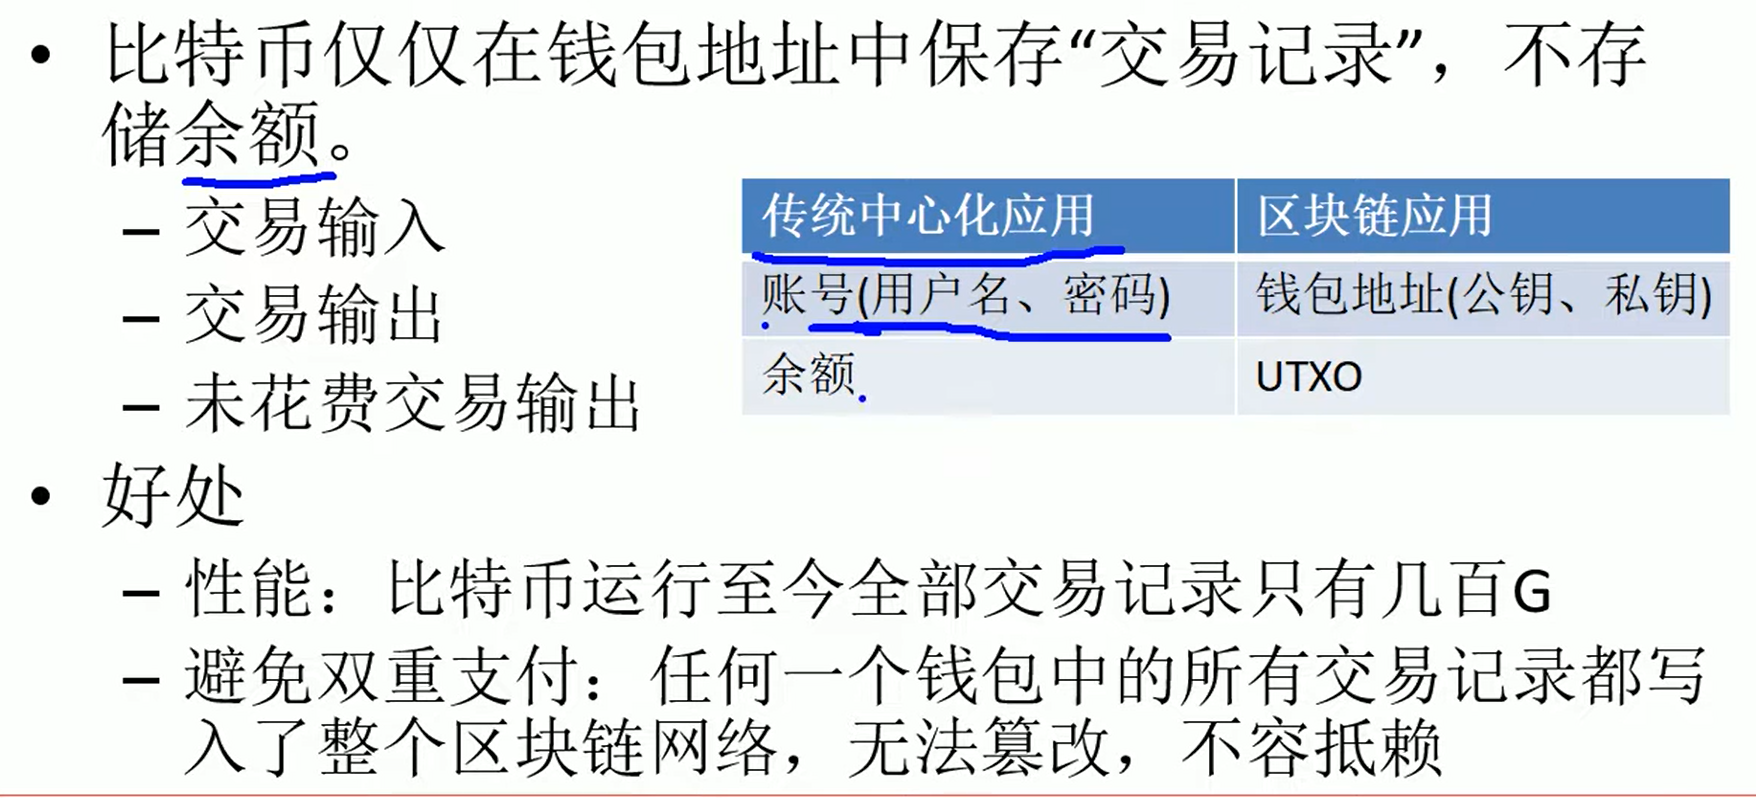 • 比特币仅仅在钱包地址中保存“交易记录”，不存
储余额。
– 交易输入
– 交易输出
– 未花费交易输出
传统中心化应用 区块链应用
账号(用户名、密码) 钱包地址(公钥、私钥)
余额 UTXO
• 好处
– 性能：比特币运行至今全部交易记录只有几百G
– 避免双重支付：任何一个钱包中的所有交易记录都写
入了整个区块链网络，无法篡改，不容抵赖